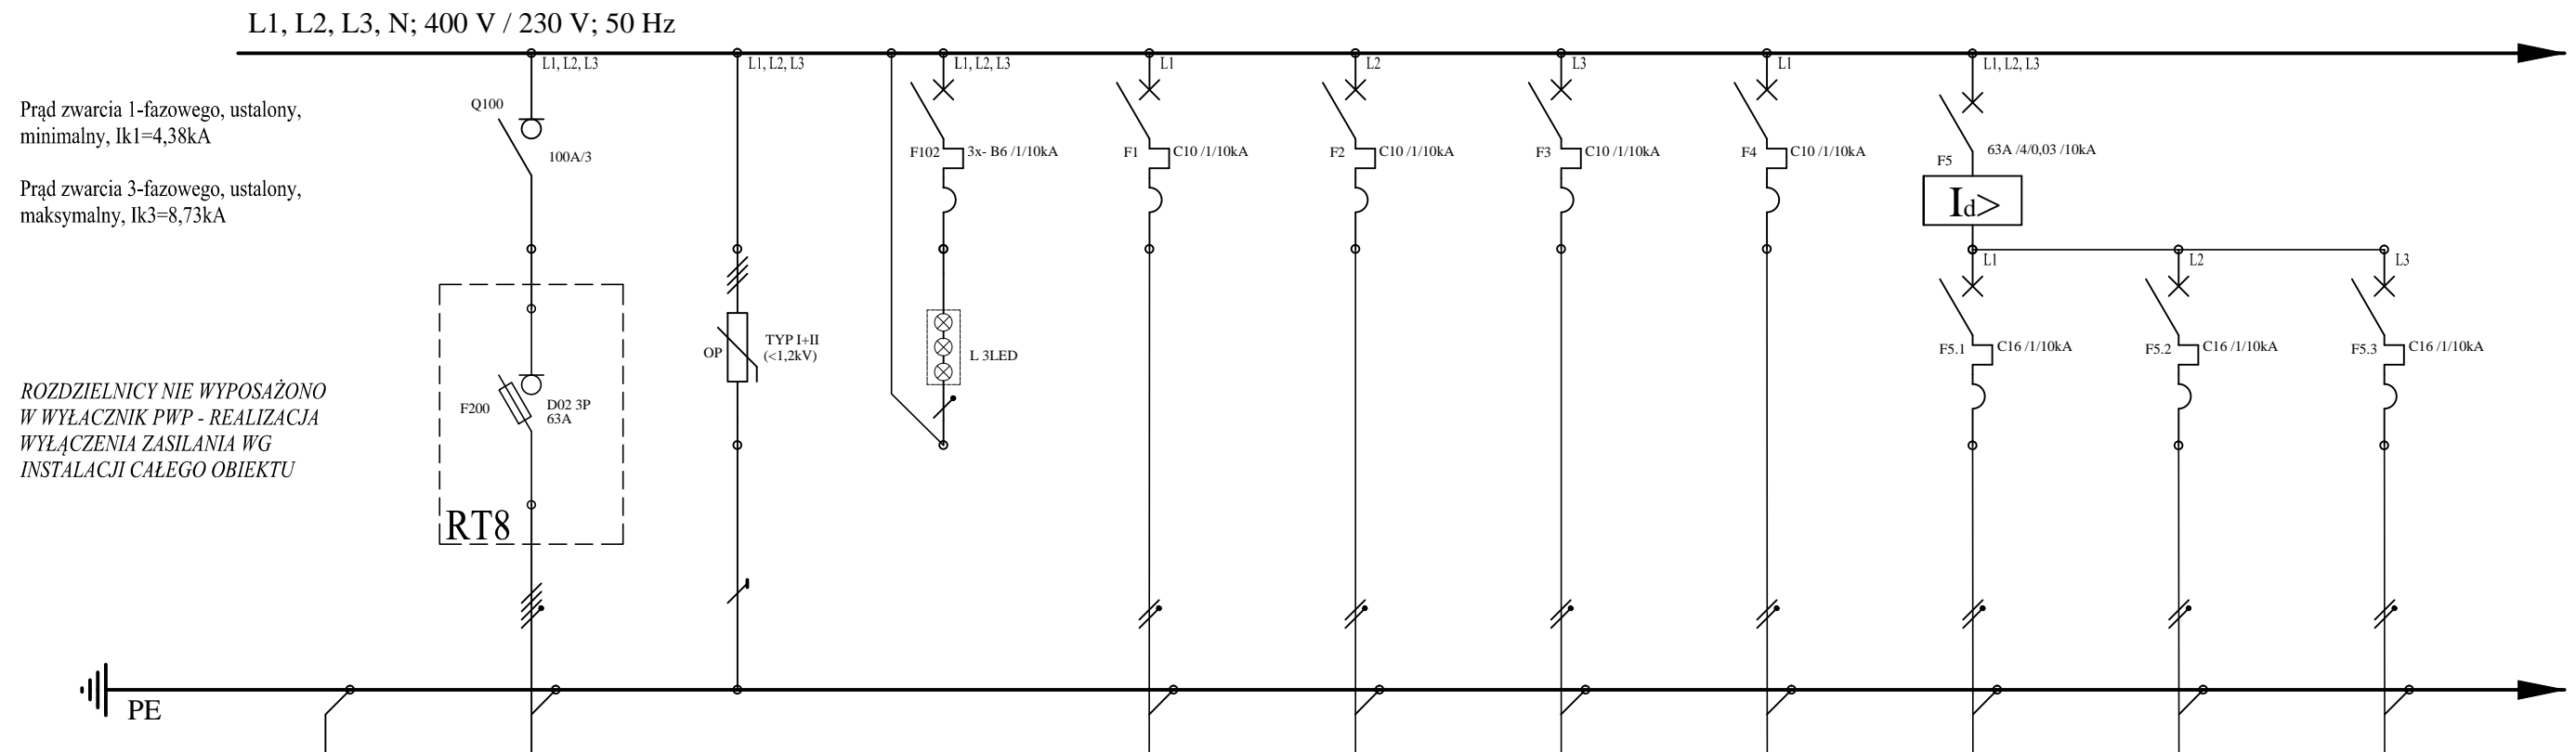 L1, L2, L3, N; 400 V / 230 V; 50 Hz
L1, L2, L3
L1, L2, L3
L1, L2, L3
L1
L2
L3
L1
L1, L2, L3
Prąd zwarcia 1-fazowego, ustalony,
minimalny, Ik1=4,38kA
Prąd zwarcia 3-fazowego, ustalony,
maksymalny, Ik3=8,73kA
Q100
100A/3
F102
3x- B6 /1/10kA
F1
C10 /1/10kA
F2
C10 /1/10kA
F3
C10 /1/10kA
F4
C10 /1/10kA
F5
63A /4/0,03 /10kA
Id>
L1
L2
L3
OP
TYP I+II
(<1,2kV)
L 3LED
F5.1
C16 /1/10kA
F5.2
C16 /1/10kA
F5.3
C16 /1/10kA
ROZDZIELNICY NIE WYPOSAŻONO
W WYŁACZNIK PWP - REALIZACJA
WYŁĄCZENIA ZASILANIA WG
INSTALACJI CAŁEGO OBIEKTU
F200
D02 3P
63A
RT8
PE